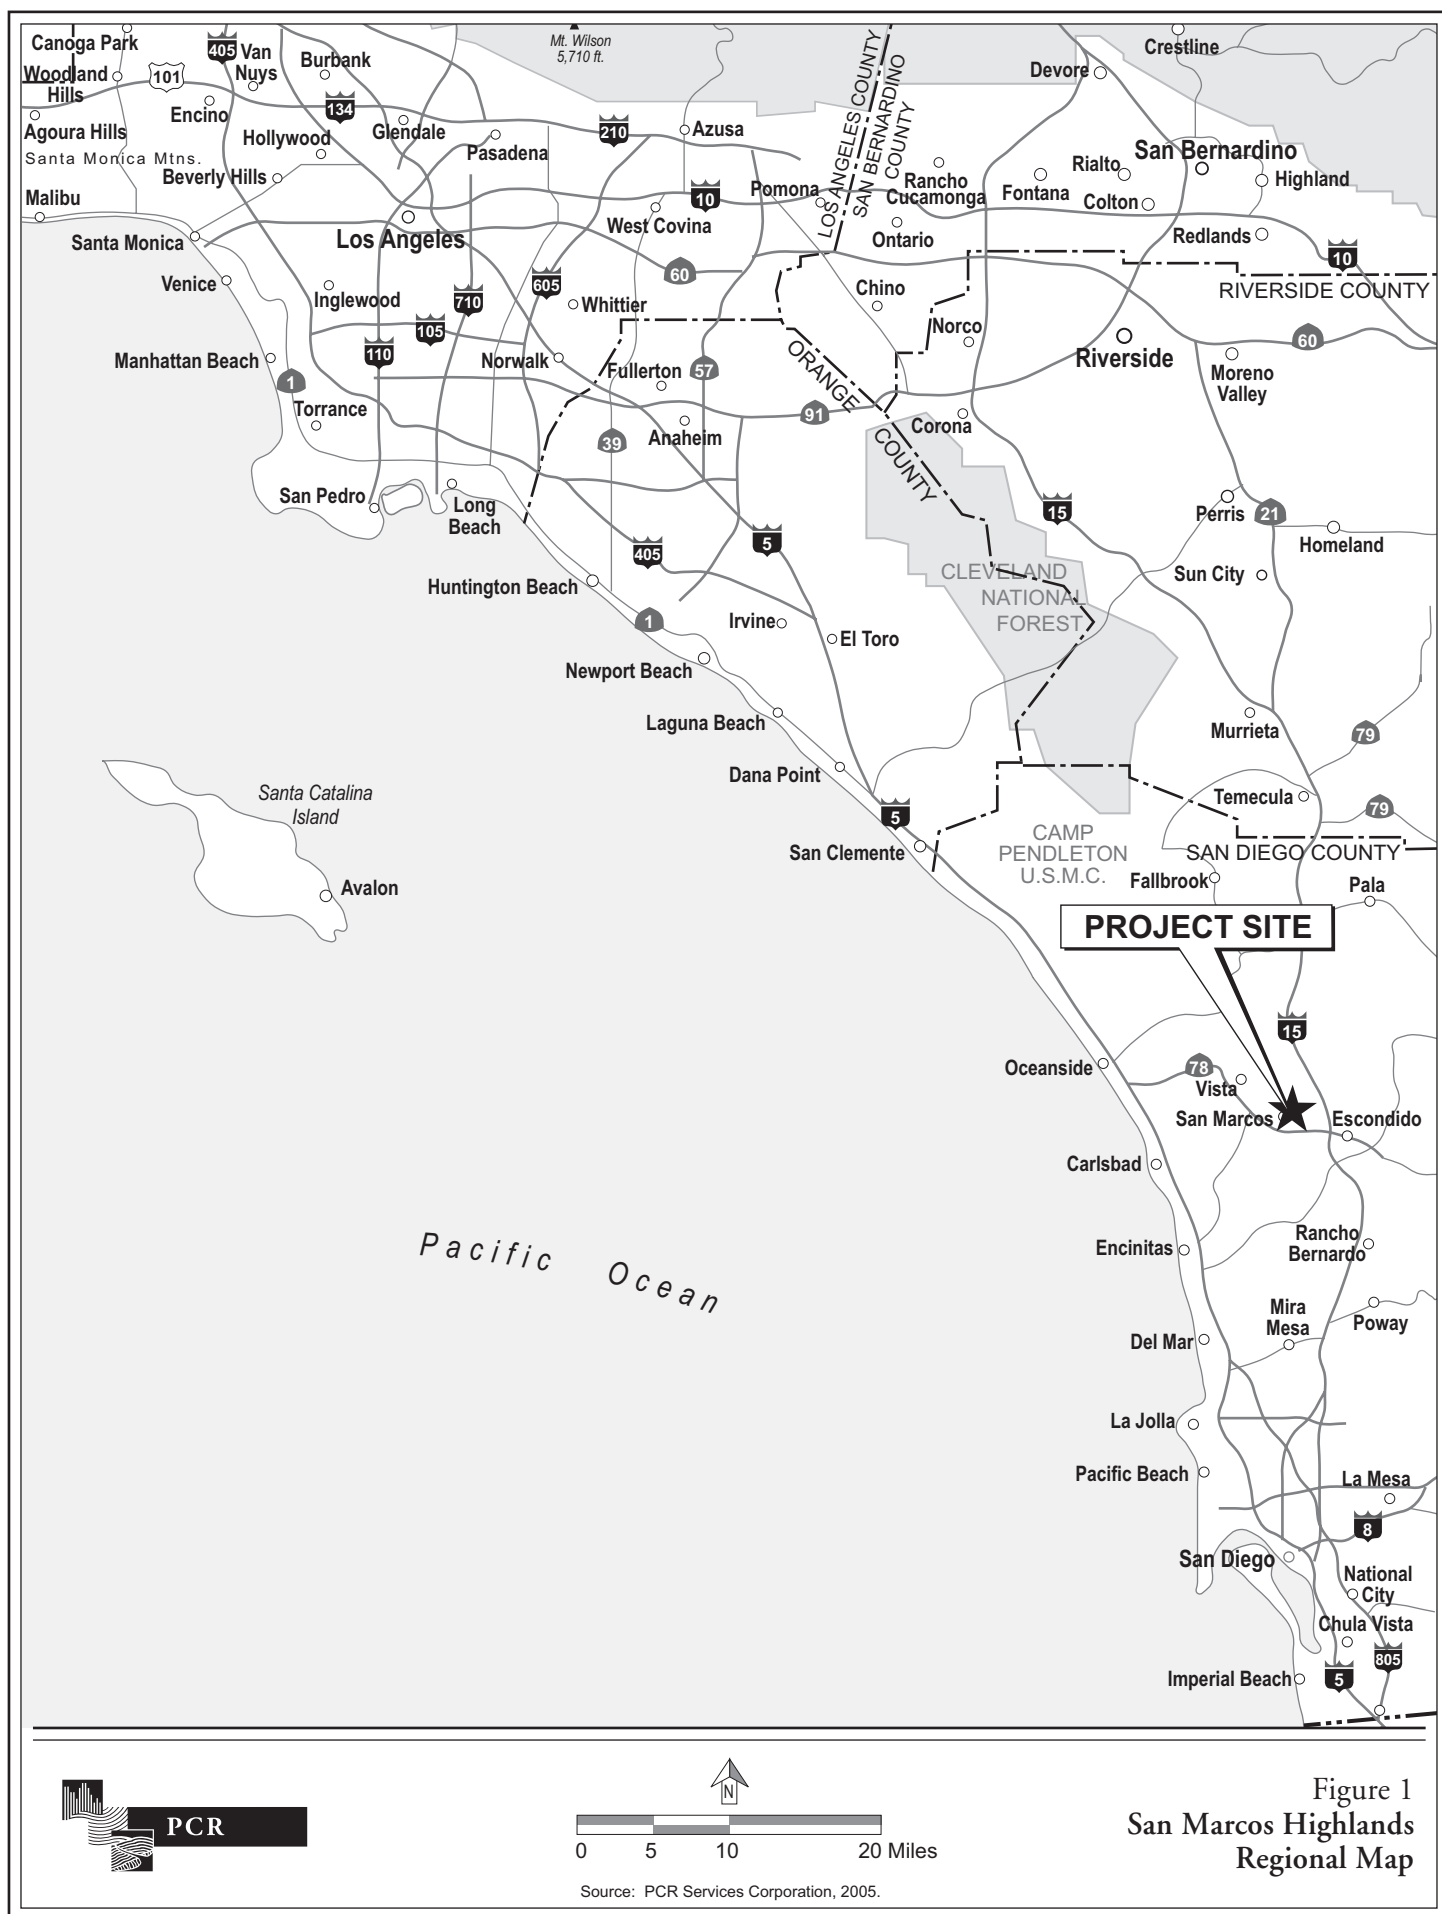 Canoga Park
405
Van
Nuys
Burbank
Mt. Wilson
5,710 ft.
LOS ANGELES COUNTY
SAN BERNARDINO
COUNTY
Devore
Crestline
Woodland
Hills
101
Encino
134
Agoura Hills
Hollywood
Glendale
Pasadena
210
Azusa
Santa Monica Mtns.
Beverly Hills
Malibu
10
Pomona
Rancho
Cucamonga
Fontana
Rialto
San Bernardino
Highland
Colton
Santa Monica
Los Angeles
West Covina
Ontario
Redlands
10
Venice
Inglewood
710
605
60
Whittier
Chino
RIVERSIDE COUNTY
Manhattan Beach
105
110
Norwalk
Fullerton
57
ORANGE
COUNTY
Norco
Riverside
60
Moreno
Valley
1
Torrance
39
Anaheim
91
Corona
San Pedro
Long
Beach
15
Perris
21
Homeland
405
5
CLEVELAND
NATIONAL
FOREST
Sun City
Huntington Beach
1
Irvine
El Toro
Newport Beach
Laguna Beach
Murrieta
79
Dana Point
Santa Catalina
Island
Temecula
79
5
San Clemente
CAMP
PENDLETON
U.S.M.C.
SAN DIEGO COUNTY
Fallbrook
Pala
Avalon
PROJECT SITE
15
Oceanside
78
Vista
San Marcos
Escondido
Carlsbad
Pacific Ocean
Encinitas
Rancho
Bernardo
Mira
Mesa
Poway
Del Mar
La Jolla
Pacific Beach
La Mesa
8
San Diego
National
City
Chula Vista
805
Imperial Beach
5
PCR
N
0 5 10 20 Miles
Source: PCR Services Corporation, 2005.
Figure 1
San Marcos Highlands
Regional Map